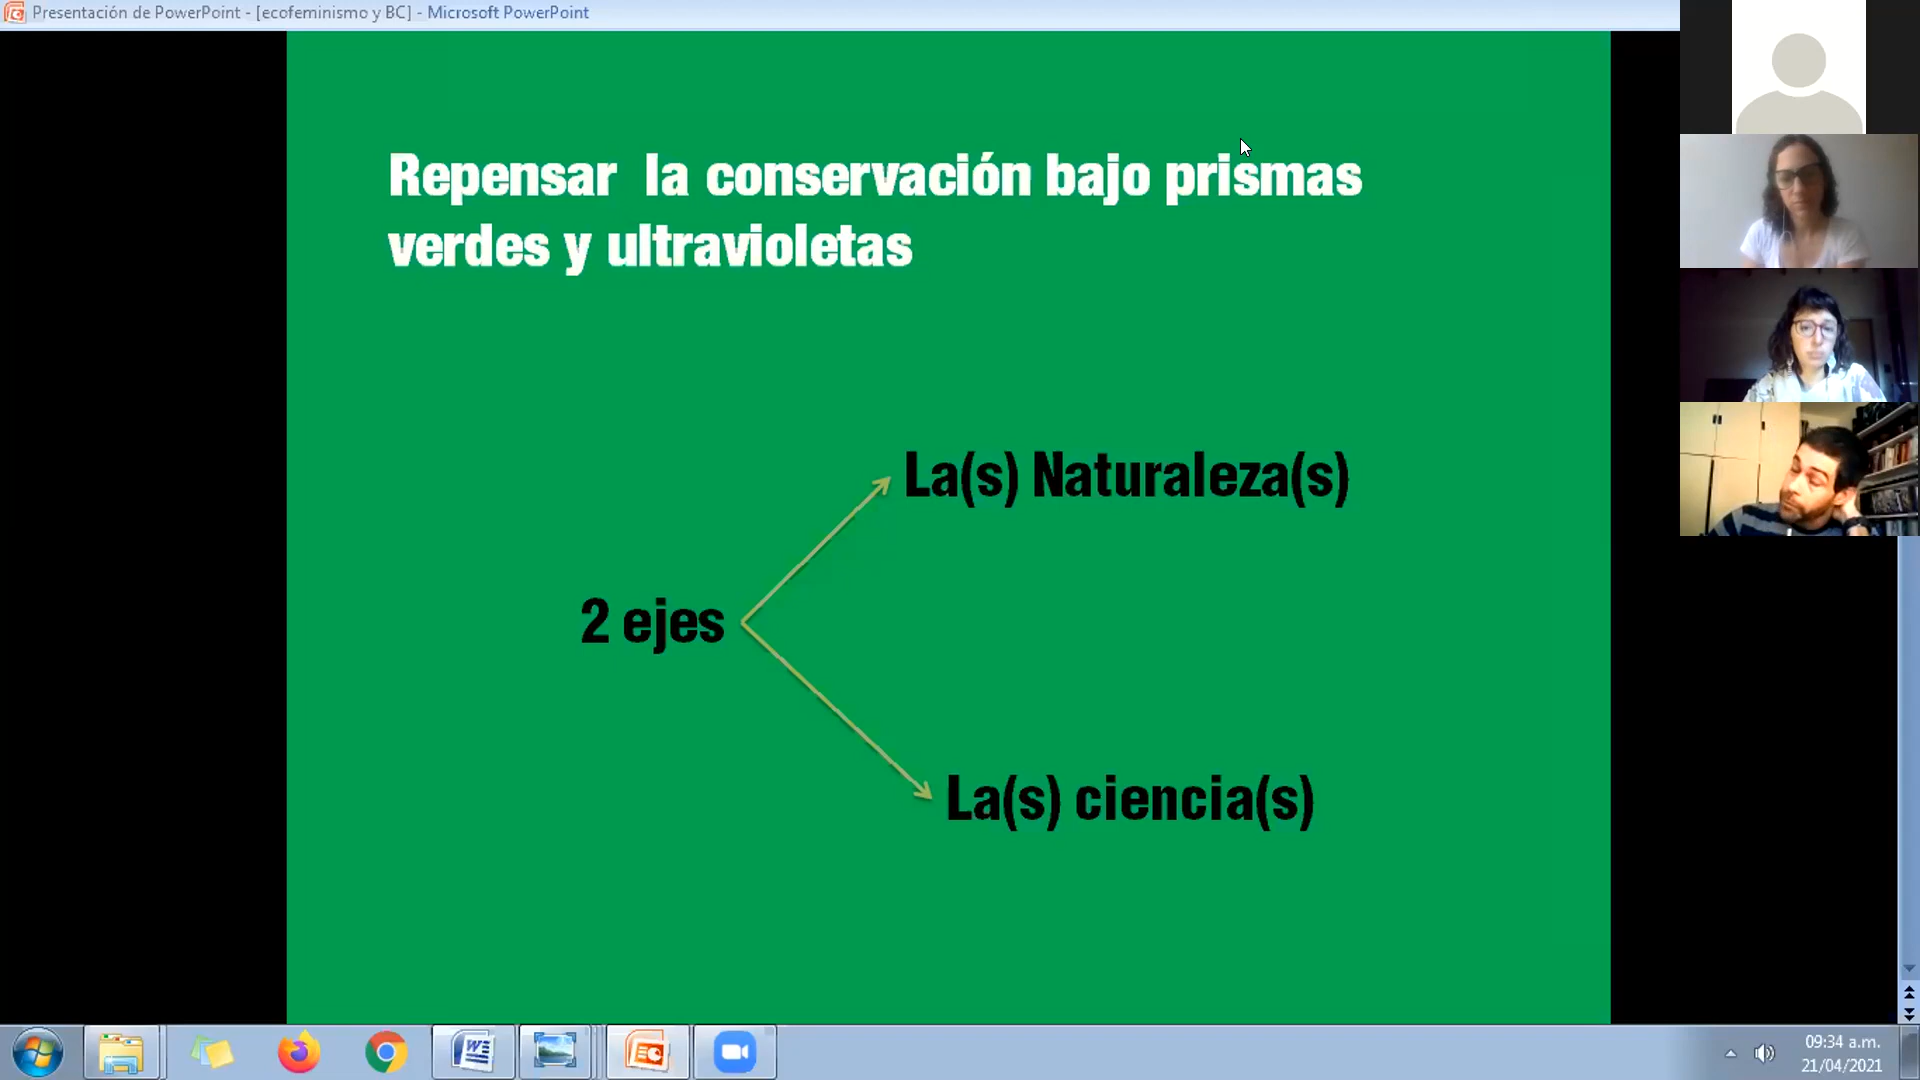 Presentación de PowerPoint - [ecofeminismo y BC] - Microsoft PowerPoint
Repensar la conservación bajo prismas
verdes y ultravioletas
La(s) Naturaleza(s)
2 ejes
La(s) ciencia(s)
09:34 a.m.
21/04/2021